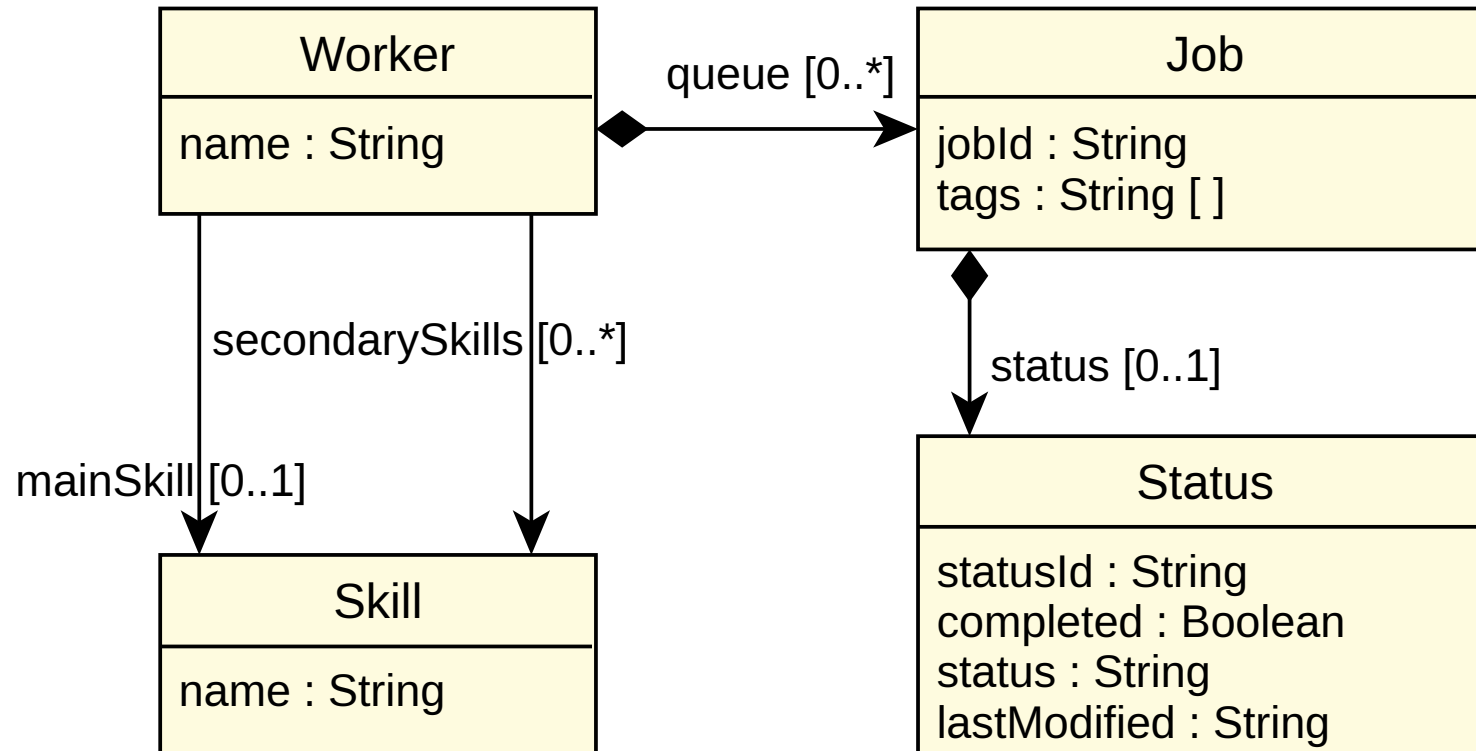 Worker
name : String
queue [0..*]
Job
jobId : String
tags : String [ ]
secondarySkills [0..*]
mainSkill [0..1]
status [0..1]
Skill
name : String
Status
statusId : String
completed : Boolean
status : String
lastModified : String